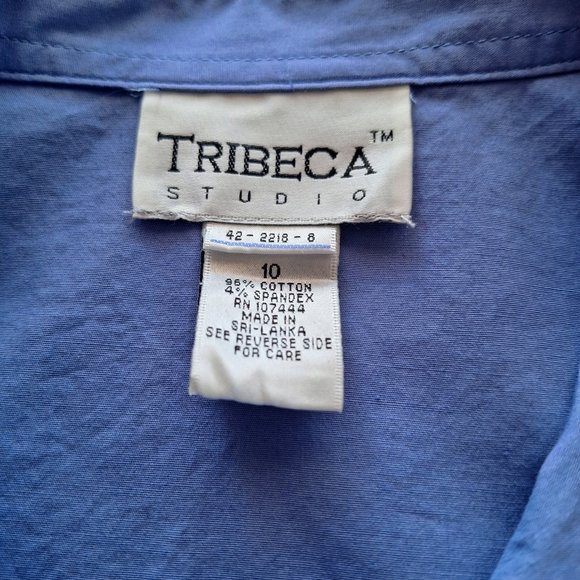 TRIBECA™
STUDIO
42-2218-8
10
96% COTTON
4% SPANDEX
RN 107444
MADE IN
SRI-LANKA
SEE REVERSE SIDE
FOR CARE